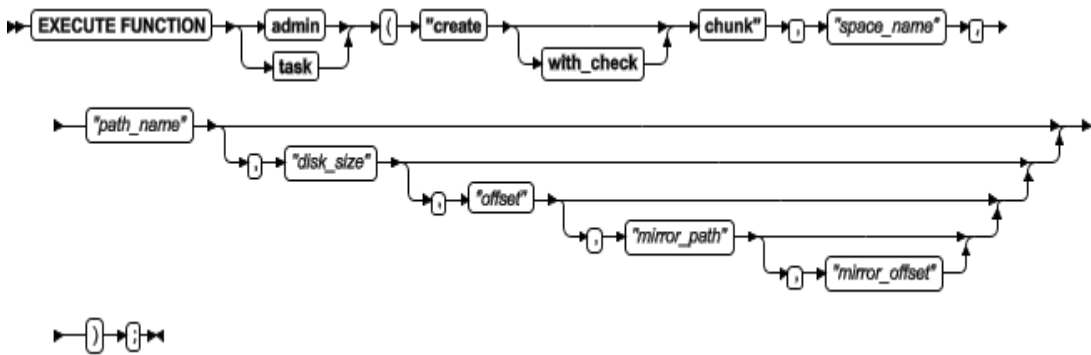 EXECUTE FUNCTION admin ( "create chunk" , "space_name" ,
task with_check
"path_name"
, "disk_size"
, "offset"
, "mirror_path"
, "mirror_offset"
) ;